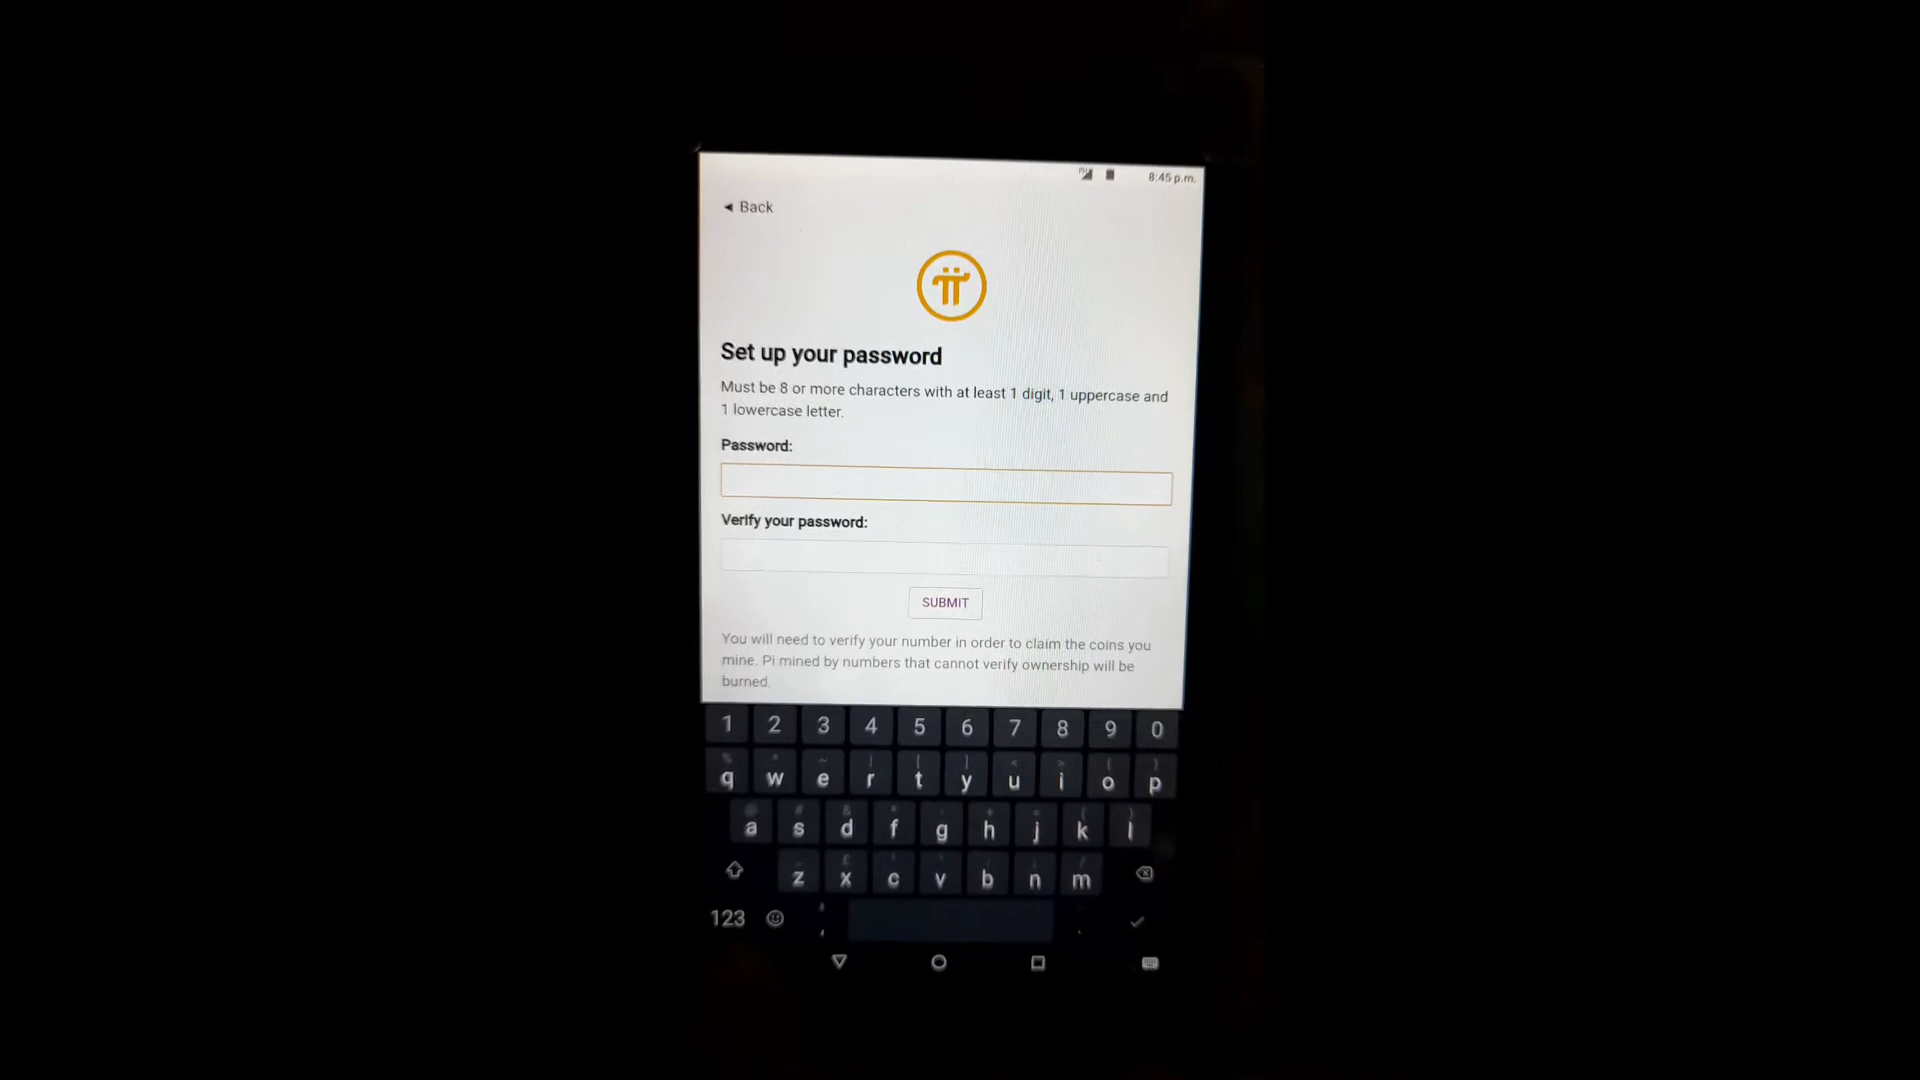 8:45 p.m.
◄ Back
Set up your password
Must be 8 or more characters with at least 1 digit, 1 uppercase and
1 lowercase letter.
Password:
Verify your password:
SUBMIT
You will need to verify your number in order to claim the coins you
mine. Pi mined by numbers that cannot verify ownership will be
burned.
1 2 3 4 5 6 7 8 9 0
q w e r t y u i o p
a s d f g h j k l
z x c v b n m
123